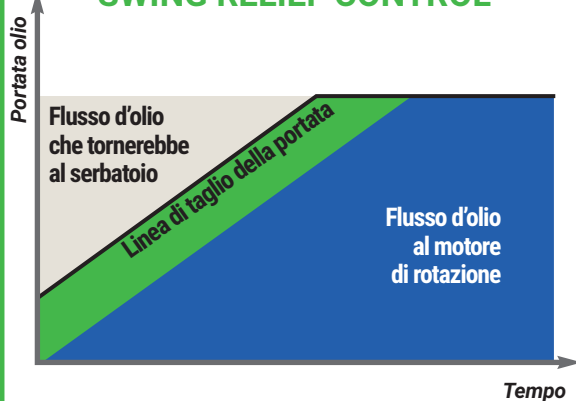 SWING RELIEF CONTROL
Portata olio
Flusso d'olio
che tornerebbe
al serbatoio
Linea di taglio della portata
Flusso d'olio
al motore
di rotazione
Tempo